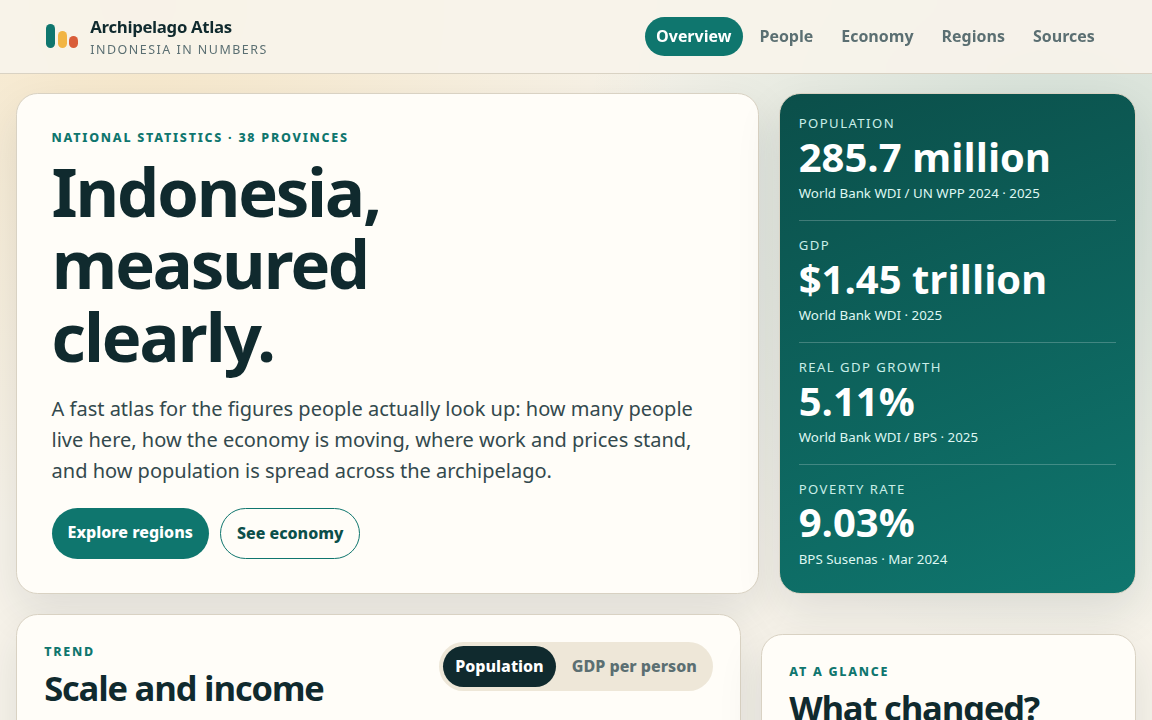 Archipelago Atlas
INDONESIA IN NUMBERS
Overview
People
Economy
Regions
Sources
NATIONAL STATISTICS · 38 PROVINCES
Indonesia,
measured
clearly.
A fast atlas for the figures people actually look up: how many people
live here, how the economy is moving, where work and prices stand,
and how population is spread across the archipelago.
Explore regions
See economy
POPULATION
285.7 million
World Bank WDI / UN WPP 2024 · 2025
GDP
$1.45 trillion
World Bank WDI · 2025
REAL GDP GROWTH
5.11%
World Bank WDI / BPS · 2025
POVERTY RATE
9.03%
BPS Susenas · Mar 2024
TREND
Scale and income
Population
GDP per person
AT A GLANCE
What changed?